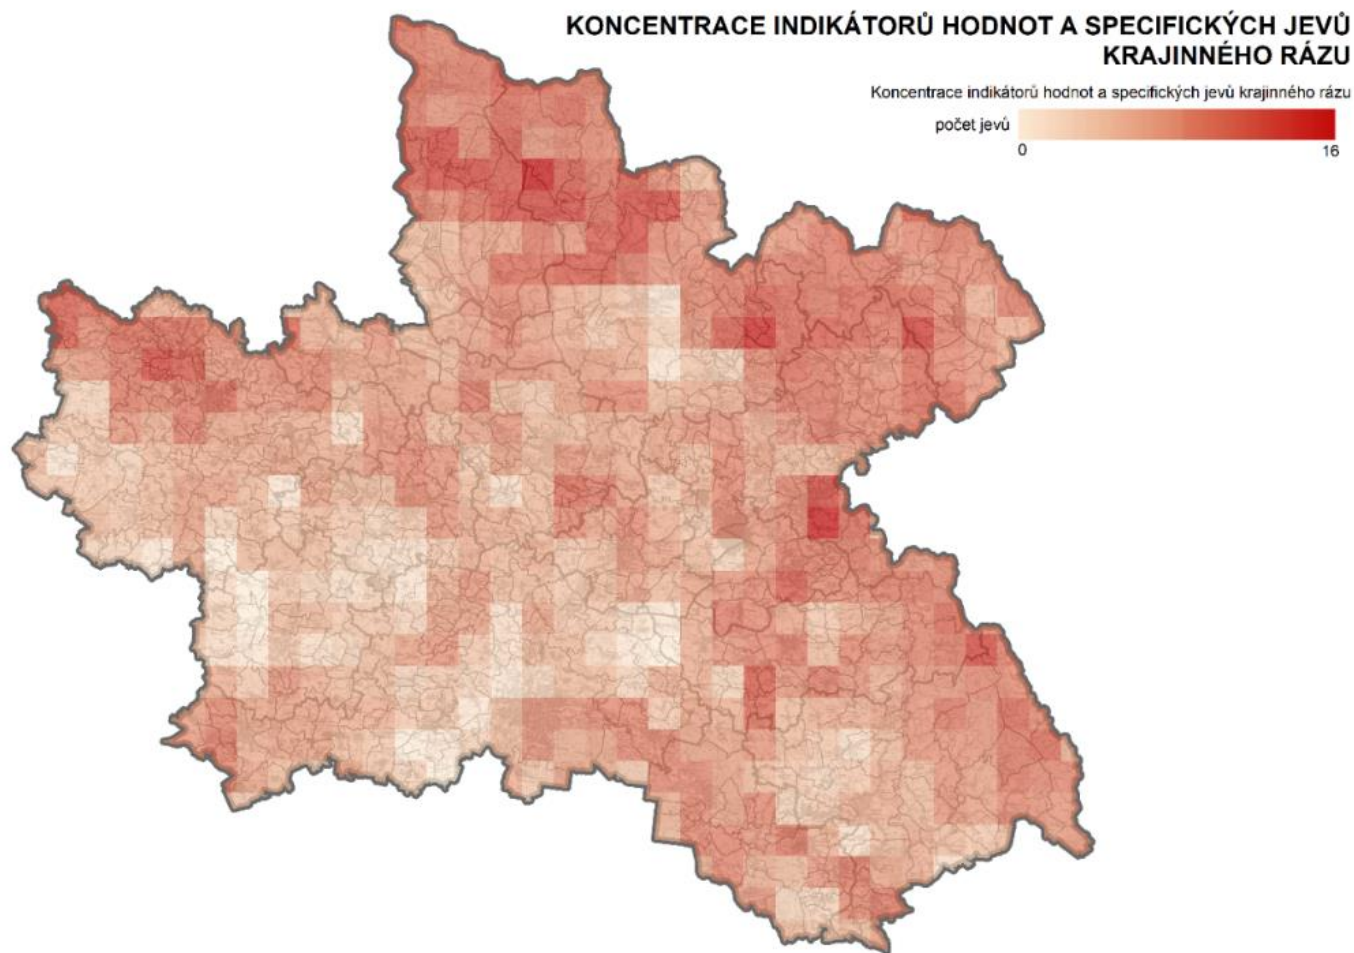 KONCENTRACE INDIKÁTORŮ HODNOT A SPECIFICKÝCH JEVŮ
KRAJINNÉHO RÁZU
Koncentrace indikátorů hodnot a specifických jevů krajinného rázu
počet jevů
0 16